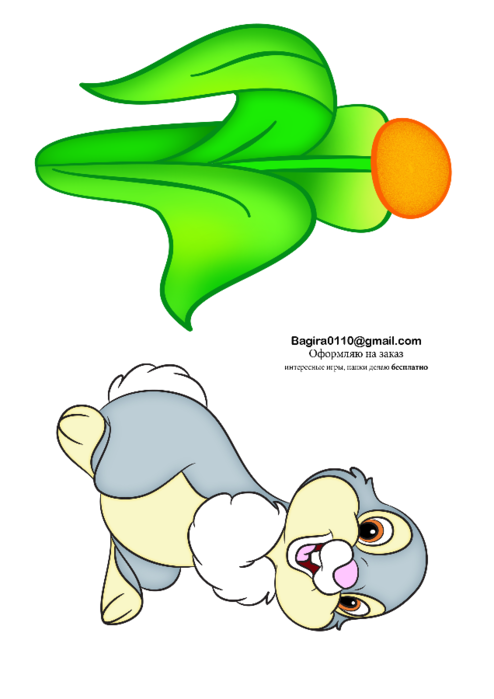 Bagira0110@gmail.com
Оформляю на заказ
интересные игры, папки делаю бесплатно